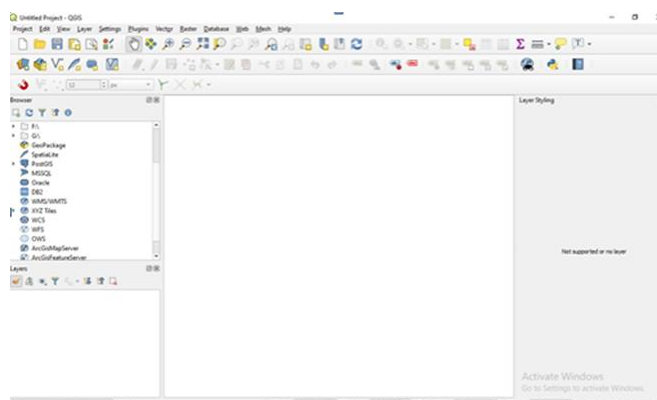 Untitled Project - QGIS
Project Edit View Layer Settings Plugins Vector Raster Database Web Mesh Help
12 px
Browser
Layer Styling
F:\
G:\
GeoPackage
SpatiaLite
PostGIS
MSSQL
Oracle
DB2
WMS/WMTS
XYZ Tiles
WCS
WFS
OWS
ArcGisMapServer
ArcGisFeatureServer
Not supported or no layer
Layers
Activate Windows
Go to Settings to activate Windows.